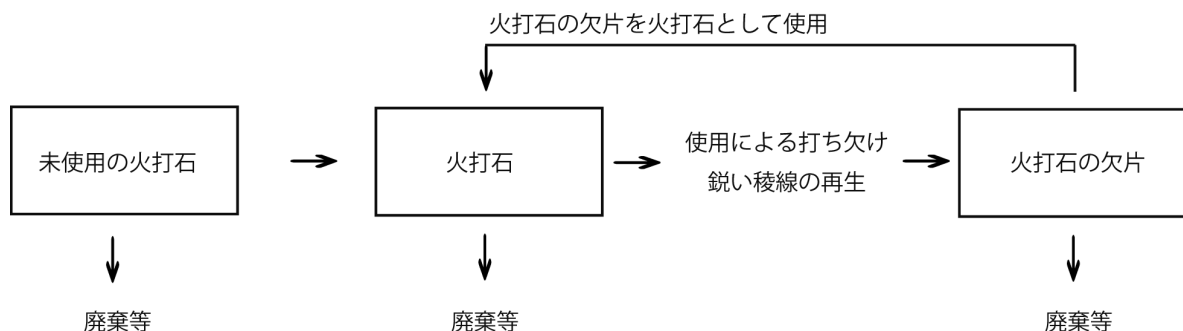 火打石の欠片を火打石として使用
未使用の火打石
火打石
使用による打ち欠け
鋭い稜線の再生
火打石の欠片
廃棄等
廃棄等
廃棄等